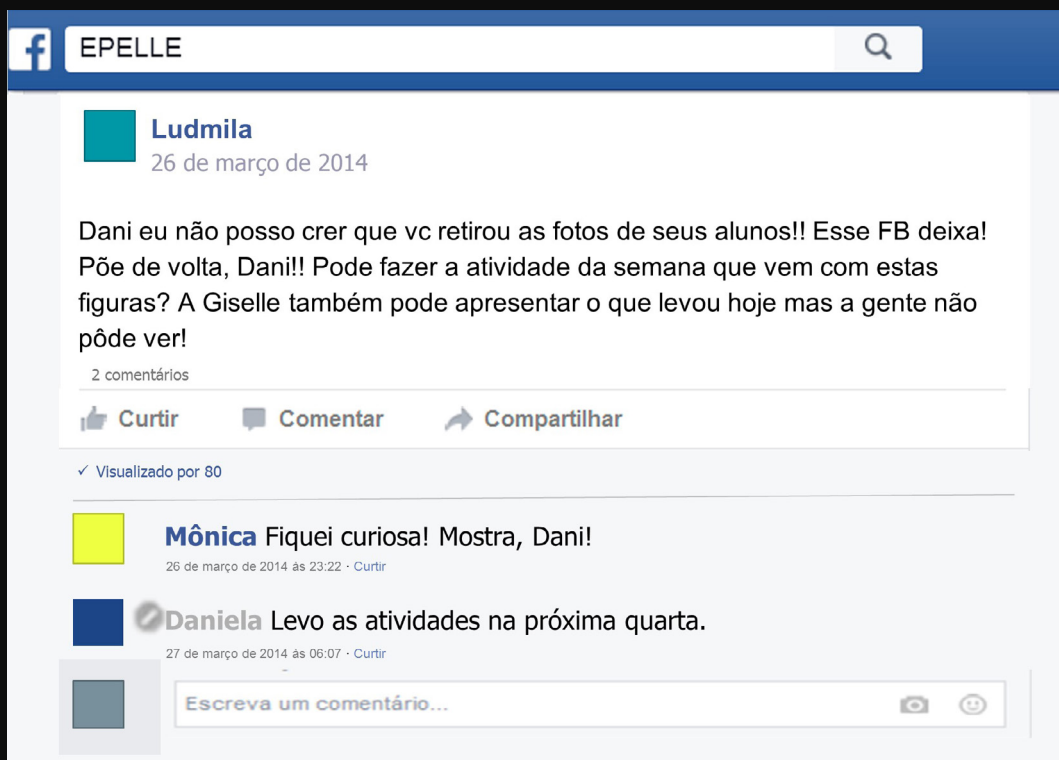 f EPELLE
Ludmila
26 de março de 2014
Dani eu não posso crer que vc retirou as fotos de seus alunos!! Esse FB deixa!
Põe de volta, Dani!! Pode fazer a atividade da semana que vem com estas
figuras? A Giselle também pode apresentar o que levou hoje mas a gente não
pôde ver!
2 comentários
Curtir Comentar Compartilhar
✓ Visualizado por 80
Mônica Fiquei curiosa! Mostra, Dani!
26 de março de 2014 às 23:22 · Curtir
Daniela Levo as atividades na próxima quarta.
27 de março de 2014 às 06:07 · Curtir
Escreva um comentário...